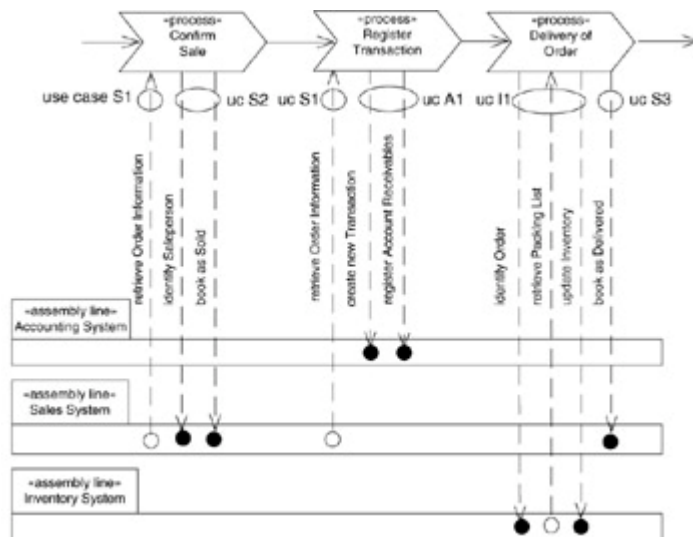 «process»
Confirm
Sale
«process»
Register
Transaction
«process»
Delivery of
Order
use case S1
uc S2
uc S1
uc A1
uc I1
uc S3
retrieve Order Information
identity Saleperson
book as Sold
retrieve Order Information
create new Transaction
register Account Receivables
identity Order
retrieve Packing List
update Inventory
book as Delivered
«assembly line»
Accounting System
«assembly line»
Sales System
«assembly line»
Inventory System